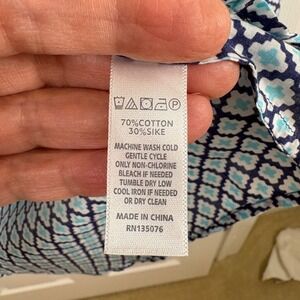 70%COTTON
30%SIKE
MACHINE WASH COLD
GENTLE CYCLE
ONLY NON-CHLORINE
BLEACH IF NEEDED
TUMBLE DRY LOW
COOL IRON IF NEEDED
OR DRY CLEAN
MADE IN CHINA
RN135076